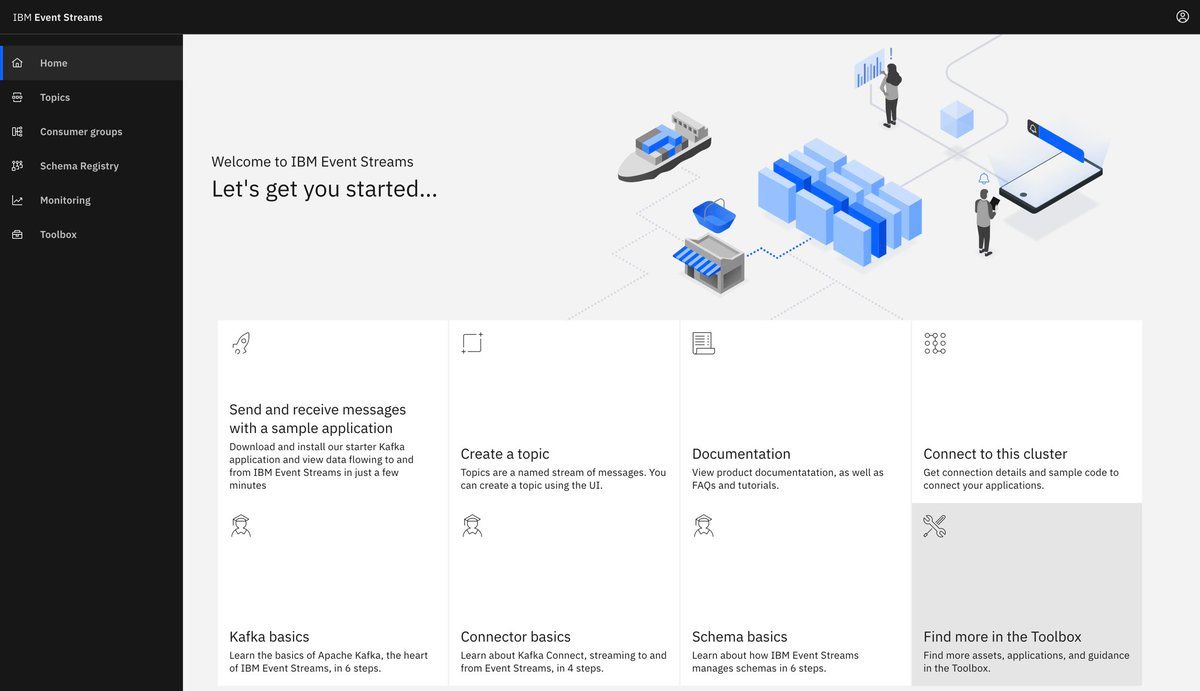 IBM Event Streams
Home
Topics
Consumer groups
Schema Registry
Monitoring
Toolbox
Welcome to IBM Event Streams
Let's get you started...
Send and receive messages
with a sample application
Download and install our starter Kafka
application and view data flowing to and
from IBM Event Streams in just a few
minutes
Create a topic
Topics are a named stream of messages. You
can create a topic using the UI.
Documentation
View product documentatation, as well as
FAQs and tutorials.
Connect to this cluster
Get connection details and sample code to
connect your applications.
Kafka basics
Learn the basics of Apache Kafka, the heart
of IBM Event Streams, in 6 steps.
Connector basics
Learn about Kafka Connect, streaming to and
from Event Streams, in 4 steps.
Schema basics
Learn about how IBM Event Streams
manages schemas in 6 steps.
Find more in the Toolbox
Find more assets, applications, and guidance
in the Toolbox.